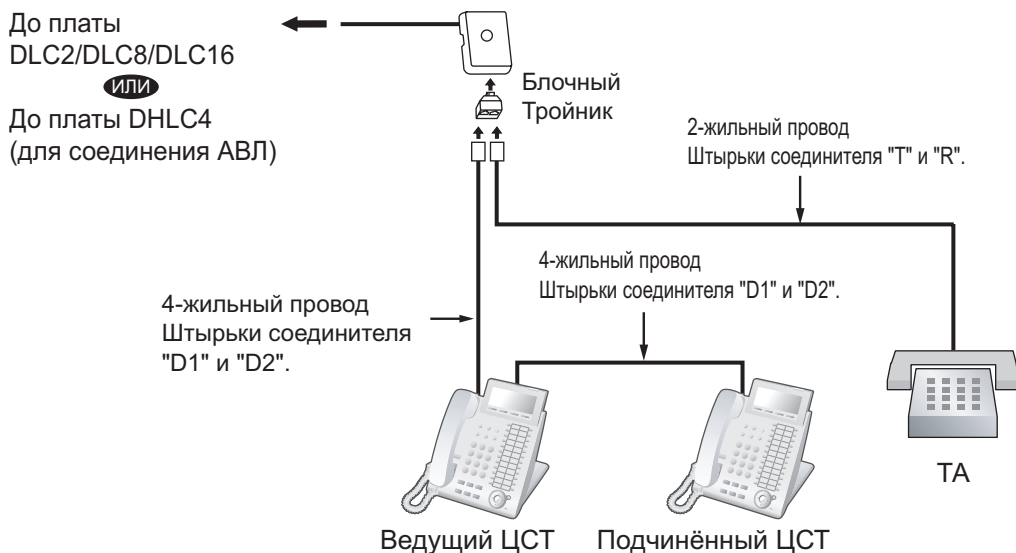 До платы
DLC2/DLC8/DLC16
ИЛИ
До платы DHLC4
(для соединения АВЛ)
Блочный
Тройник
2-жильный провод
Штырьки соединителя "T" и "R".
4-жильный провод
Штырьки соединителя "D1" и "D2".
4-жильный провод
Штырьки соединителя
"D1" и "D2".
ТА
Ведущий ЦСТ
Подчинённый ЦСТ